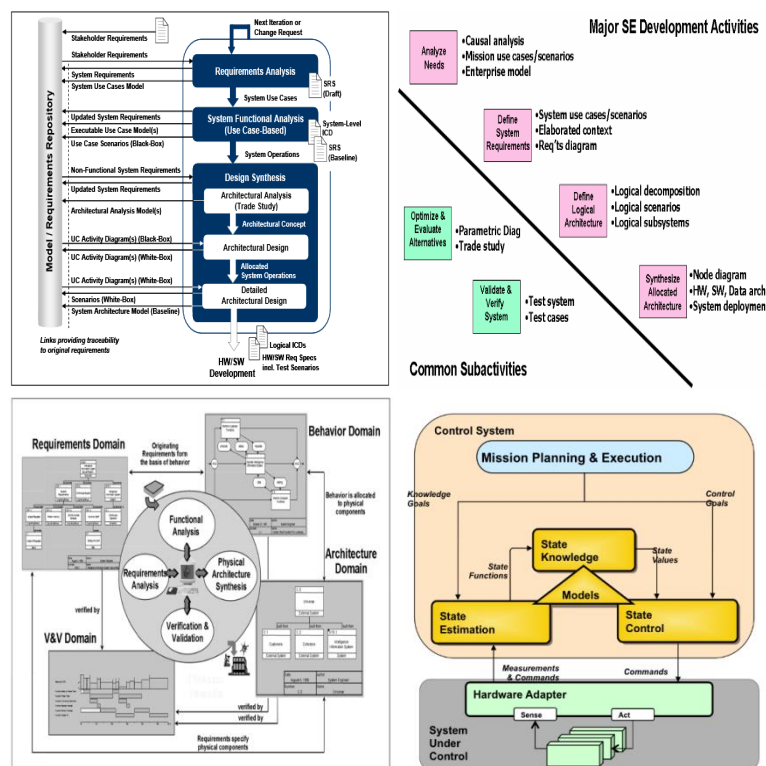 Next Iteration or
Change Request
Stakeholder Requirements
Stakeholder Requirements
System Requirements
System Use Cases Model
Requirements Analysis
SRS
(Draft)
System Use Cases
Updated System Requirements
Executable Use Case Model(s)
Use Case Scenarios (Black-Box)
System Functional Analysis
(Use Case-Based)
System-Level
ICD
SRS
(Baseline)
System Operations
Non-Functional System Requirements
Updated System Requirements
Architectural Analysis Model(s)
Design Synthesis
Architectural Analysis
(Trade Study)
Architectural Concept
UC Activity Diagram(s) (Black-Box)
UC Activity Diagram(s) (White-Box)
Architectural Design
Allocated
System Operations
UC Activity Diagram(s) (White-Box)
Scenarios (White-Box)
System Architecture Model (Baseline)
Detailed
Architectural Design
Model / Requirements Repository
Links providing traceability
to original requirements
Logical ICDs
HW/SW Req Specs
incl. Test Scenarios
HW/SW
Development
Major SE Development Activities
Analyze
Needs
•Causal analysis
•Mission use cases/scenarios
•Enterprise model
Define
System
Requirements
•System use cases/scenarios
•Elaborated context
•Req'ts diagram
Define
Logical
Architecture
•Logical decomposition
•Logical scenarios
•Logical subsystems
Optimize &
Evaluate
Alternatives
•Parametric Diag
•Trade study
Synthesize
Allocated
Architecture
•Node diagram
•HW, SW, Data arch
•System deploymen
Validate &
Verify
System
•Test system
•Test cases
Common Subactivities
Requirements Domain
Originating
Requirements form
the basis of behavior
Behavior Domain
Behavior is allocated
to physical
components
Functional
Analysis
Requirements
Analysis
Physical
Architecture
Synthesis
Verification &
Validation
Architecture
Domain
verified by
V&V Domain
verified by
verified by
Requirements specify
physical components
Control System
Mission Planning & Execution
Knowledge
Goals
Control
Goals
State
Knowledge
State
Functions
State
Values
Models
State
Estimation
State
Control
Measurements
& Commands
Commands
Hardware Adapter
Sense
Act
System
Under
Control